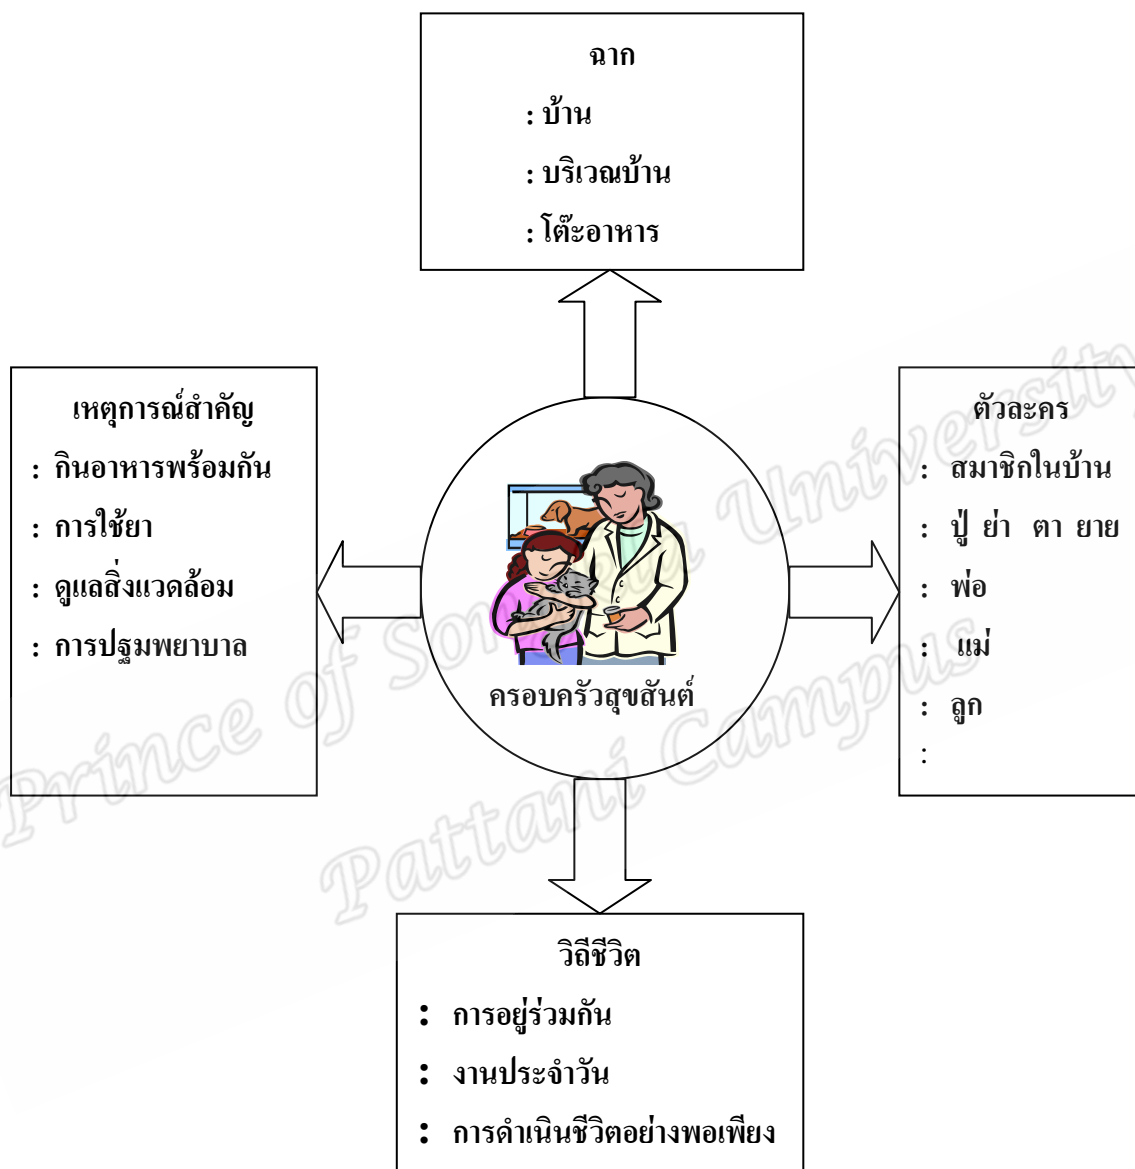 ฉาก
: บ้าน
: บริเวณบ้าน
: โต๊ะอาหาร
เหตุการณ์สำคัญ
: กินอาหารพร้อมกัน
: การใช้ยา
: ดูแลสิ่งแวดล้อม
: การปฐมพยาบาล
ครอบครัวสุขสันต์
ตัวละคร
: สมาชิกในบ้าน
: ปู่ ย่า ตา ยาย
: พ่อ
: แม่
: ลูก
:
วิถีชีวิต
: การอยู่ร่วมกัน
: งานประจำวัน
: การดำเนินชีวิตอย่างพอเพียง
Prince of Songkla University
Pattani Campus